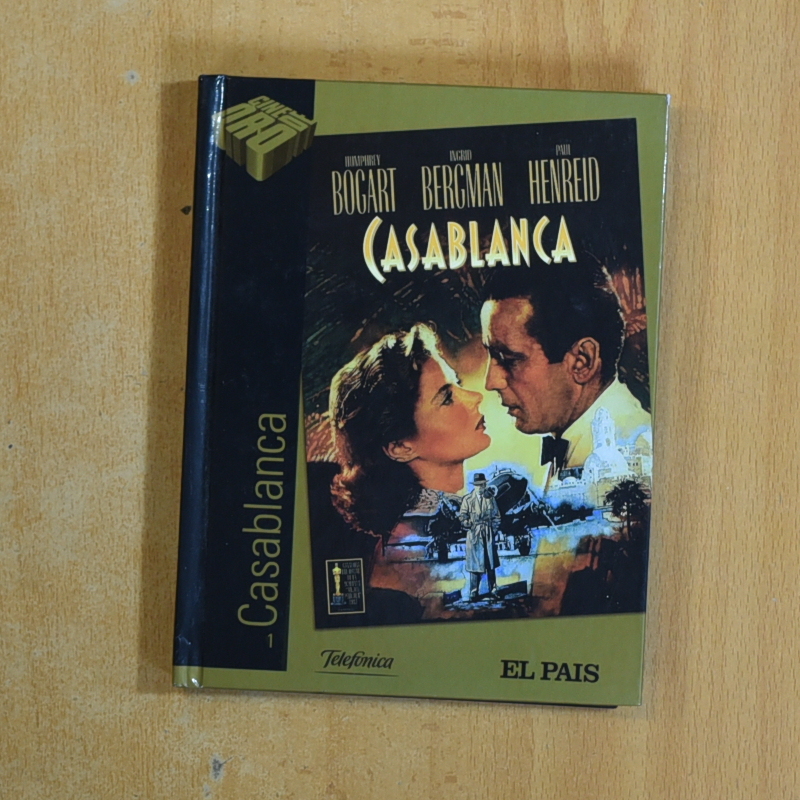 CINE DE
ORO
HUMPHREY
BOGART
INGRID
BERGMAN
PAUL
HENREID
CASABLANCA
1 Casablanca
Telefónica
EL PAIS